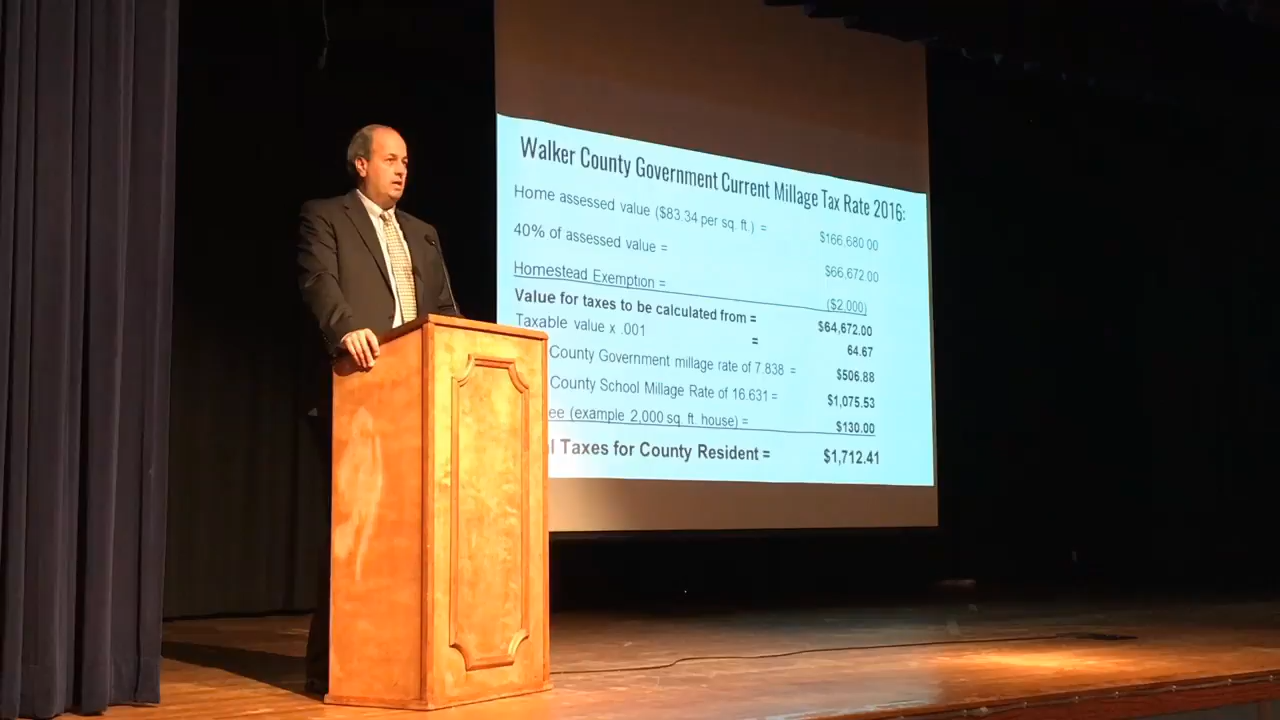 Walker County Government Current Millage Tax Rate 2016:
Home assessed value ($83.34 per sq. ft.) = $166,680.00
40% of assessed value = $66,672.00
Homestead Exemption = ($2,000)
Value for taxes to be calculated from = $64,672.00
Taxable value x .001 = 64.67
County Government millage rate of 7.838 = $506.88
County School Millage Rate of 16.631 = $1,075.53
(example 2,000 sq. ft. house) = $130.00
Taxes for County Resident = $1,712.41